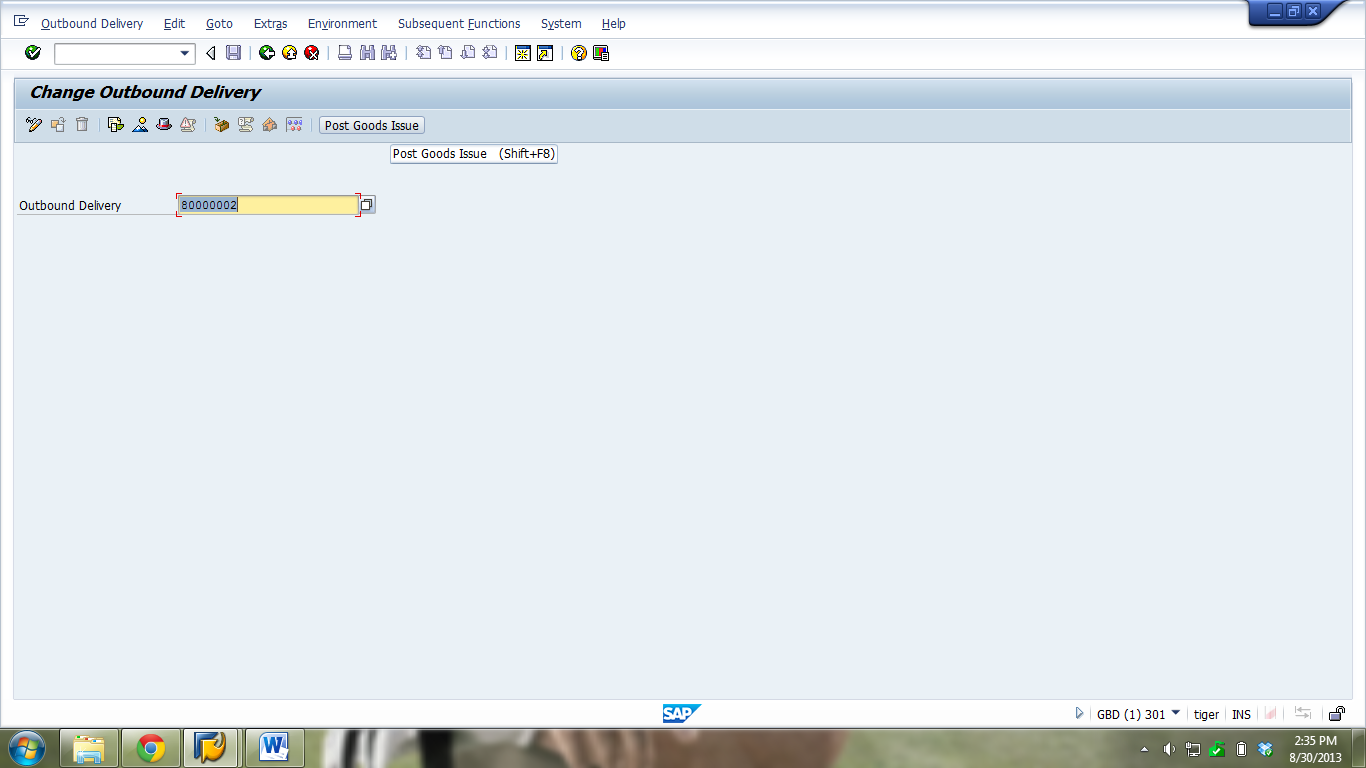 Outbound Delivery Edit Goto Extras Environment Subsequent Functions System Help
Change Outbound Delivery
Post Goods Issue
Post Goods Issue (Shift+F8)
Outbound Delivery 80000002
SAP GBD (1) 301 tiger INS
2:35 PM
8/30/2013